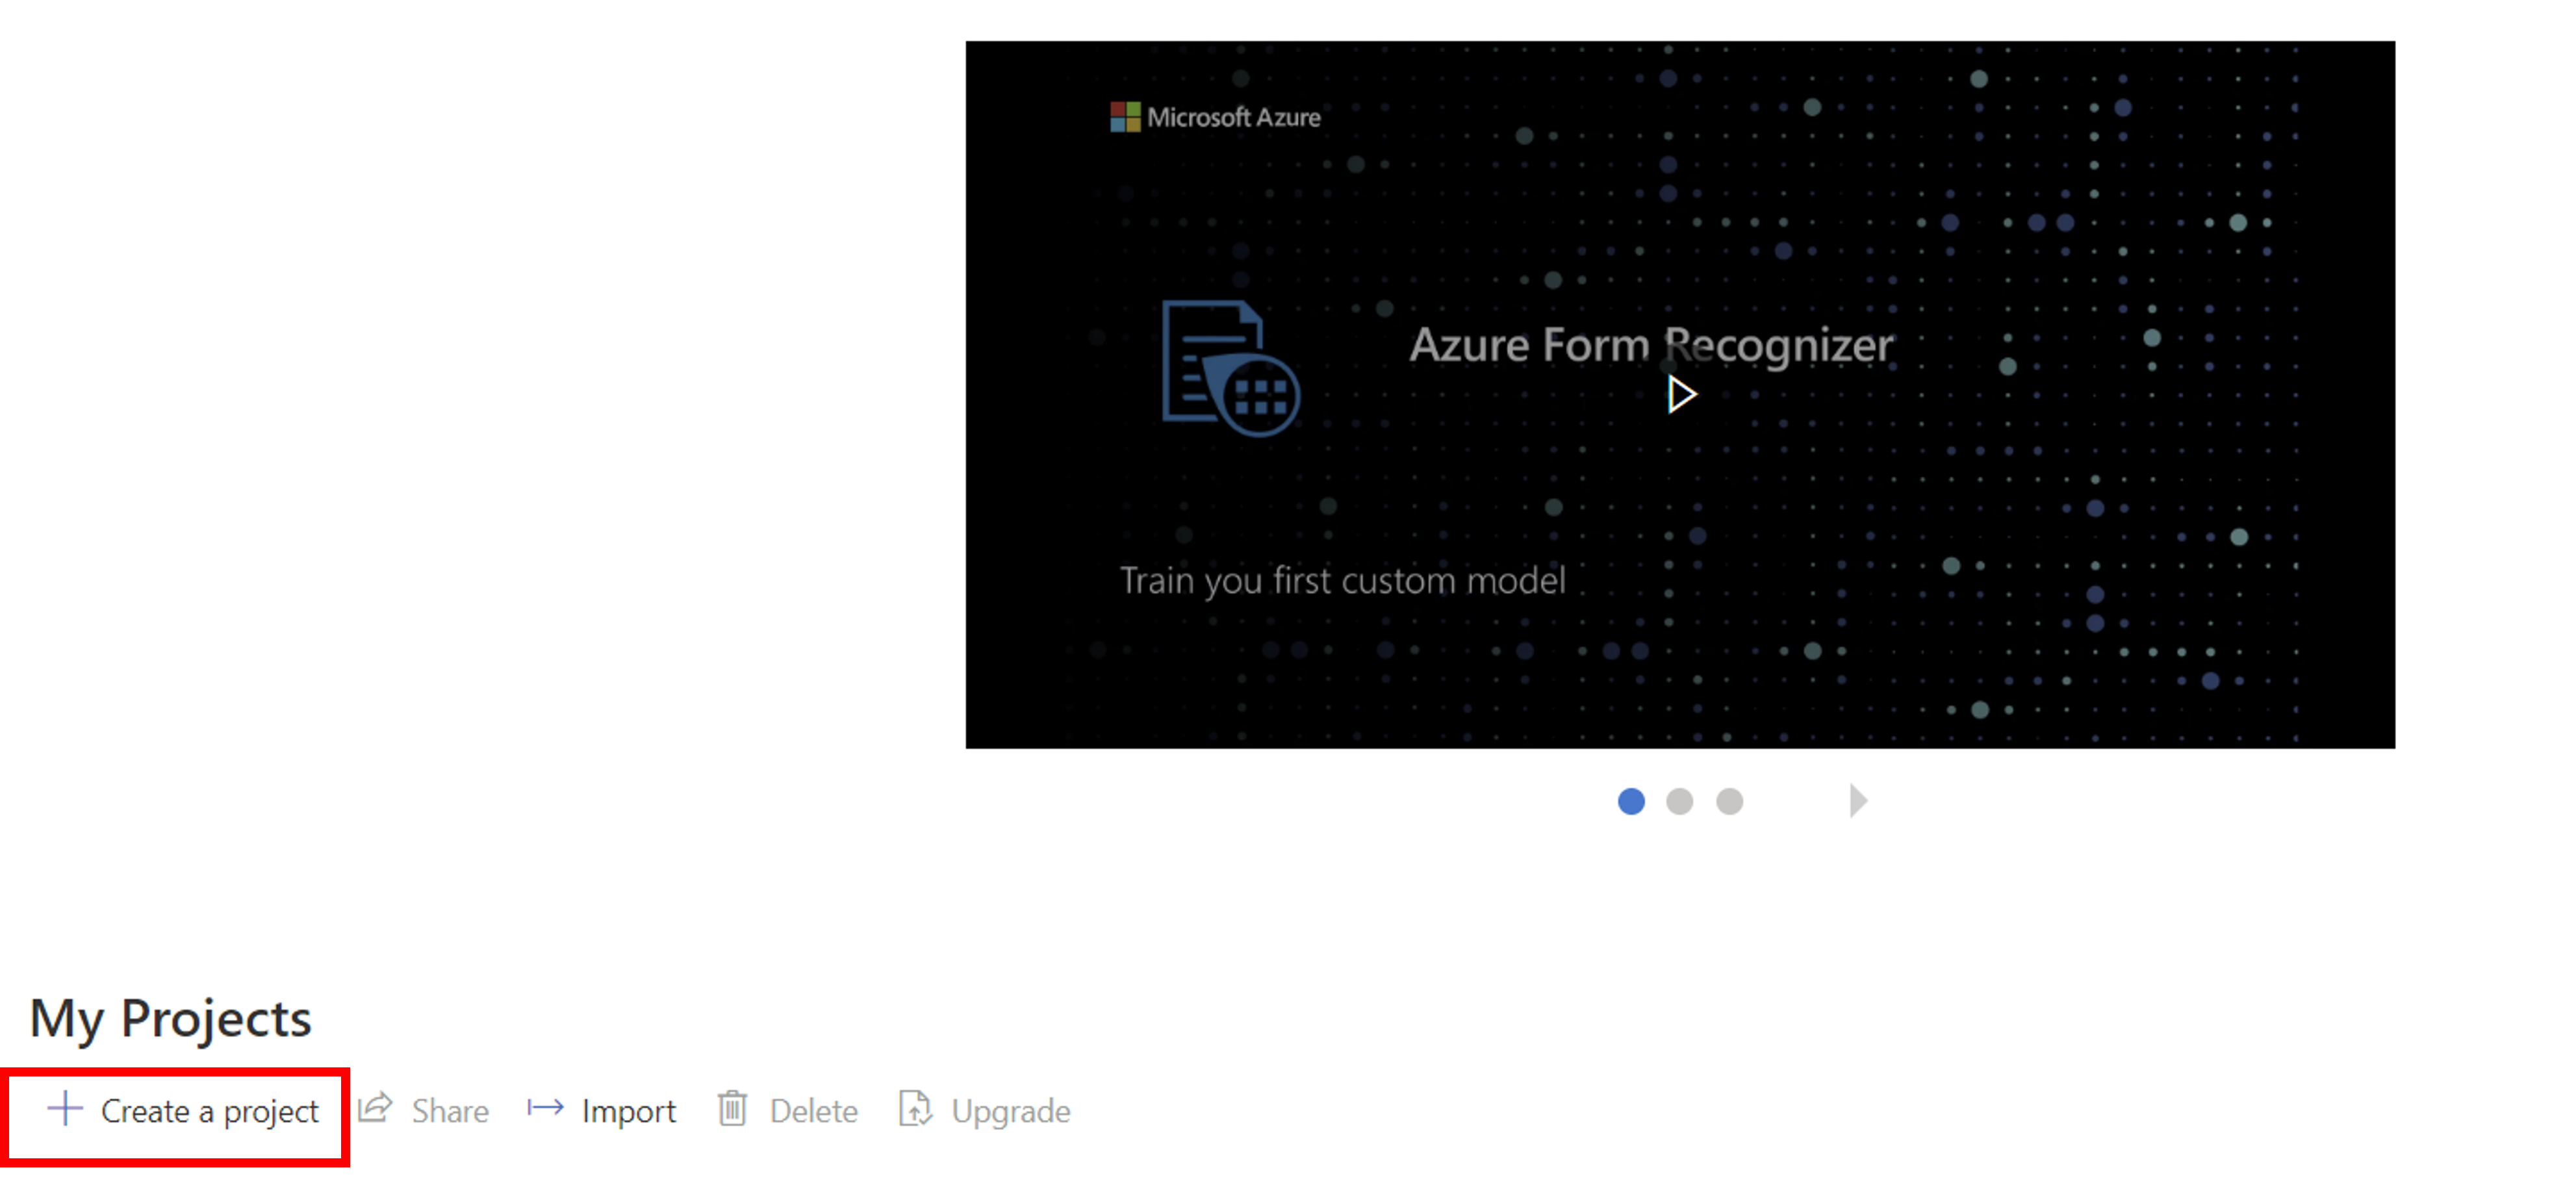 Microsoft Azure
Azure Form Recognizer
Train you first custom model
My Projects
Create a project Share Import Delete Upgrade